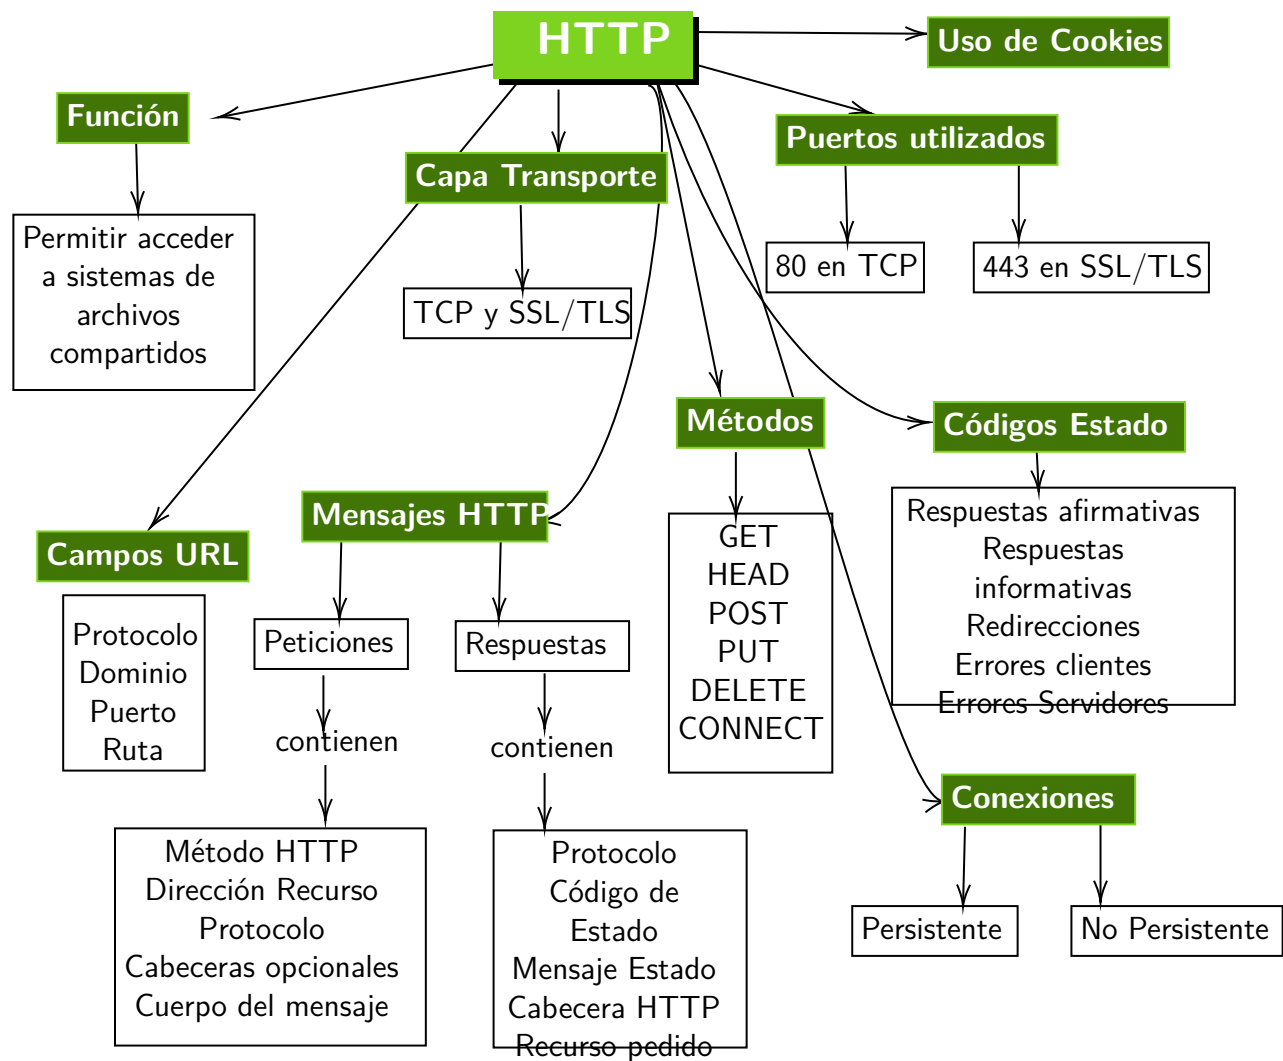 HTTP
Uso de Cookies
Función
Permitir acceder
a sistemas de
archivos
compartidos
Capa Transporte
TCP y SSL/TLS
Puertos utilizados
80 en TCP
443 en SSL/TLS
Métodos
GET
HEAD
POST
PUT
DELETE
CONNECT
Códigos Estado
Respuestas afirmativas
Respuestas
informativas
Redirecciones
Errores clientes
Errores Servidores
Campos URL
Protocolo
Dominio
Puerto
Ruta
Mensajes HTTP
Peticiones
contienen
Método HTTP
Dirección Recurso
Protocolo
Cabeceras opcionales
Cuerpo del mensaje
Respuestas
contienen
Protocolo
Código de
Estado
Mensaje Estado
Cabecera HTTP
Recurso pedido
Conexiones
Persistente
No Persistente